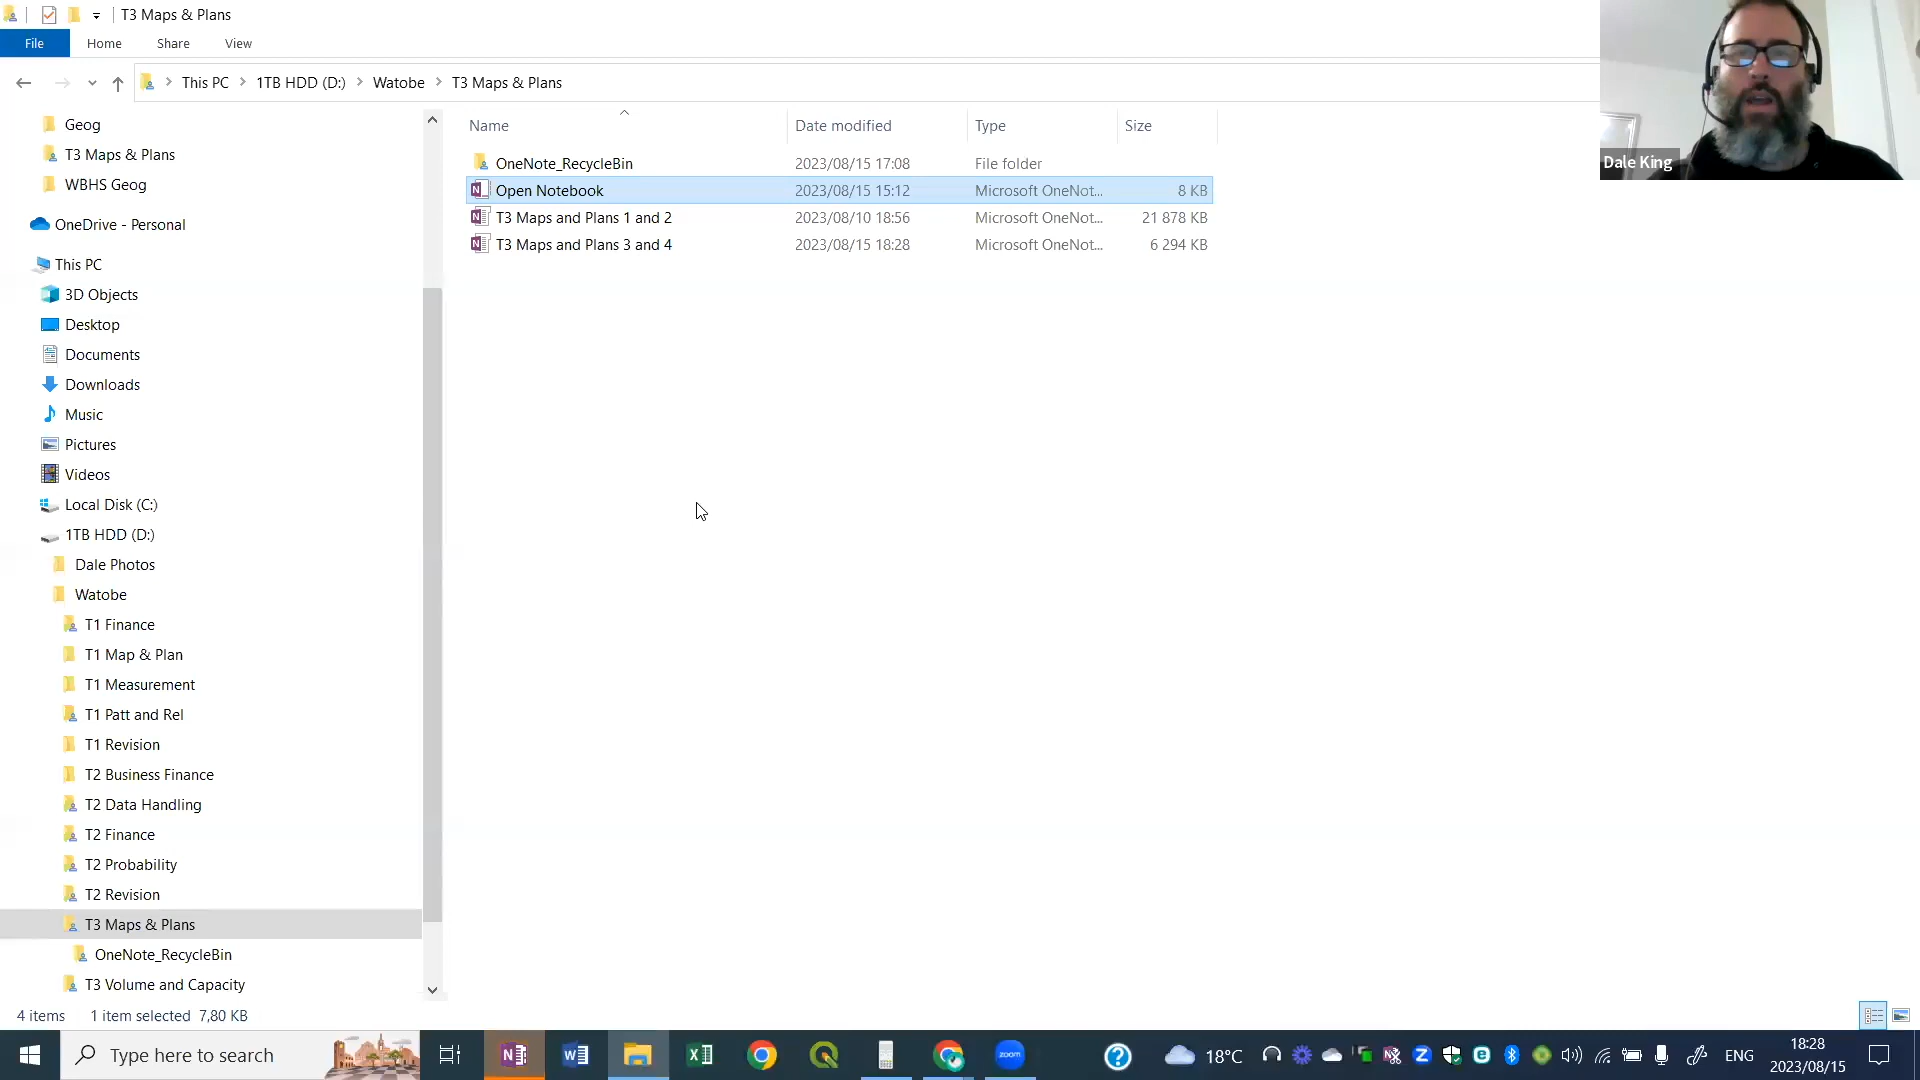 T3 Maps & Plans
File Home Share View
This PC 1TB HDD (D:) Watobe T3 Maps & Plans
Name Date modified Type Size
OneNote_RecycleBin 2023/08/15 17:08 File folder
Open Notebook 2023/08/15 15:12 Microsoft OneNot... 8 KB
T3 Maps and Plans 1 and 2 2023/08/10 18:56 Microsoft OneNot... 21 878 KB
T3 Maps and Plans 3 and 4 2023/08/15 18:28 Microsoft OneNot... 6 294 KB
Dale King
Geog
T3 Maps & Plans
WBHS Geog
OneDrive - Personal
This PC
3D Objects
Desktop
Documents
Downloads
Music
Pictures
Videos
Local Disk (C:)
1TB HDD (D:)
Dale Photos
Watobe
T1 Finance
T1 Map & Plan
T1 Measurement
T1 Patt and Rel
T1 Revision
T2 Business Finance
T2 Data Handling
T2 Finance
T2 Probability
T2 Revision
T3 Maps & Plans
OneNote_RecycleBin
T3 Volume and Capacity
4 items 1 item selected 7,80 KB
Type here to search zoom 18°C ENG 18:28
2023/08/15